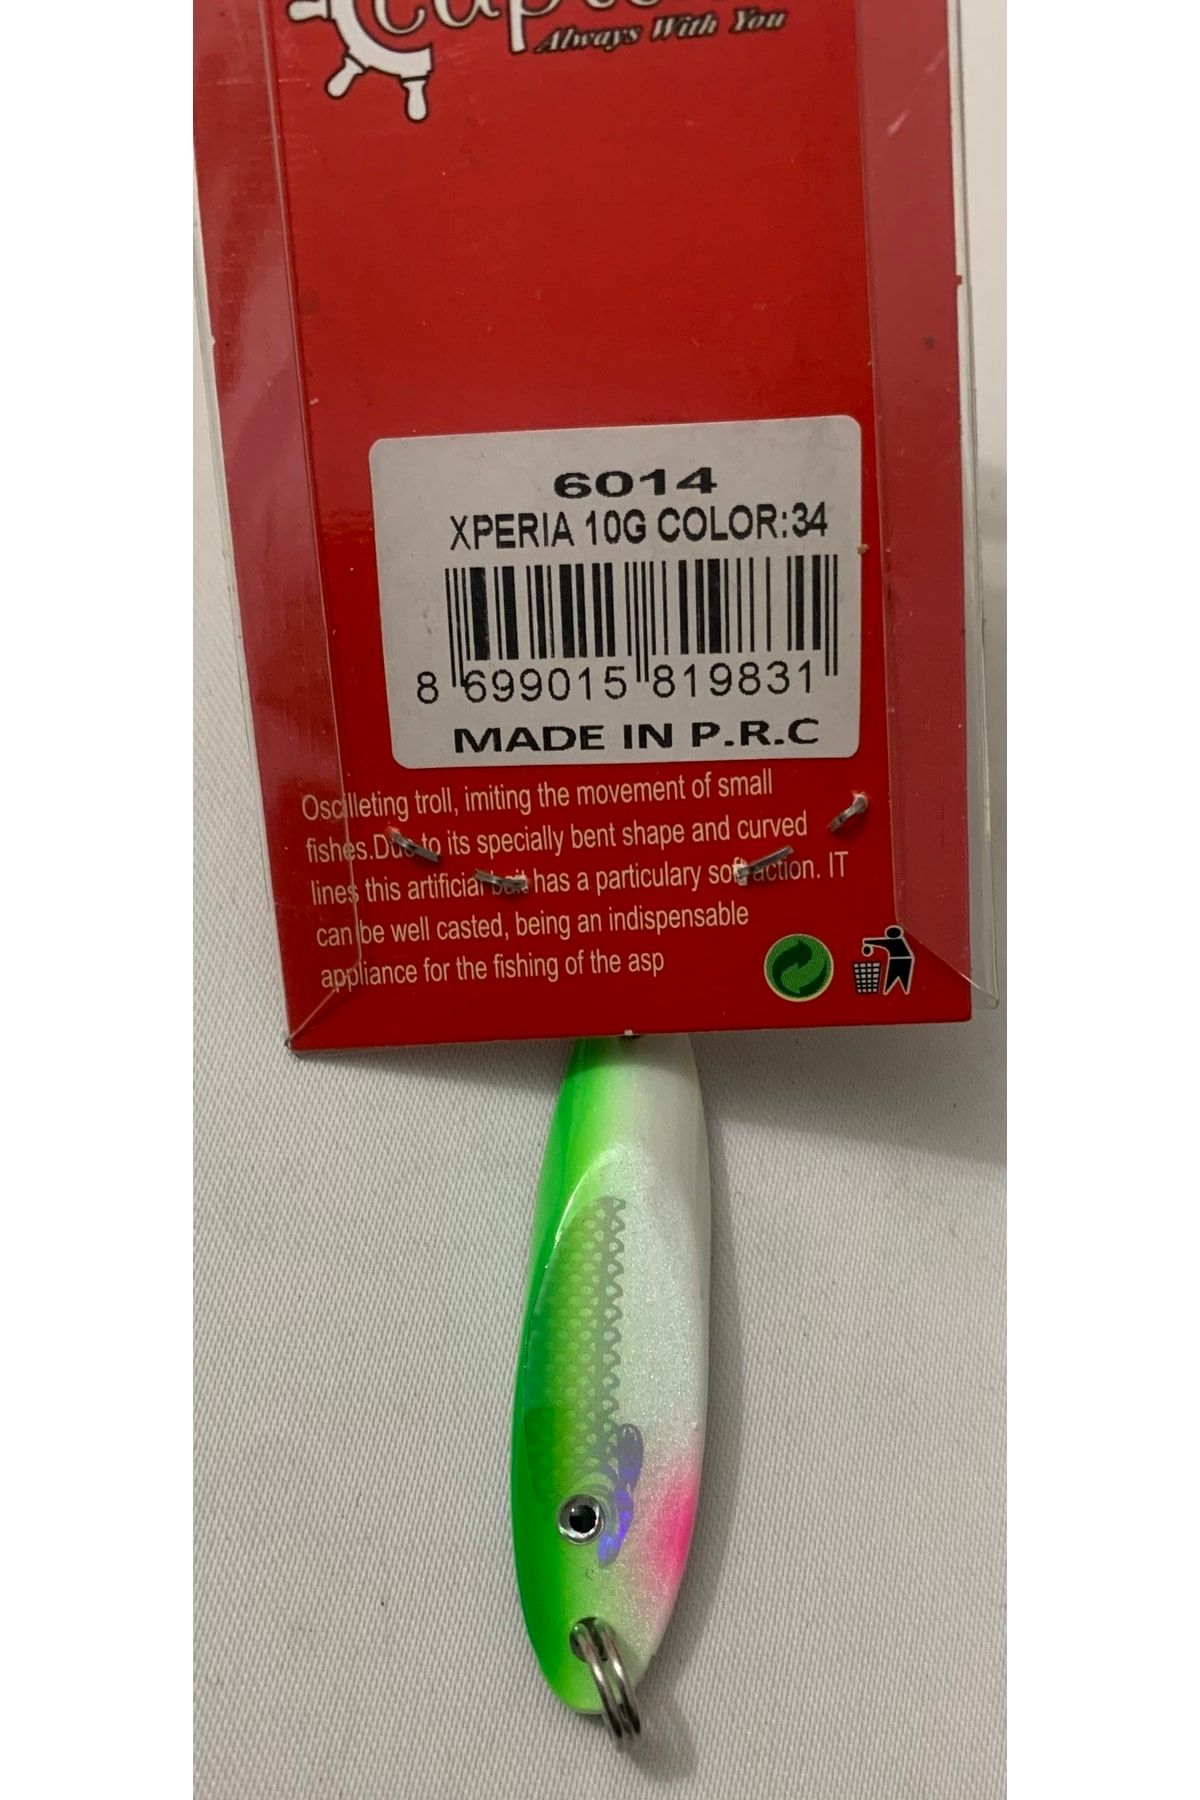 Always With You
6014
XPERIA 10G COLOR:34
8 699015 819831
MADE IN P.R.C
Oscilleting troll, imiting the movement of small
fishes.Due to its specially bent shape and curved
lines this artificial bait has a particulary soft action. IT
can be well casted, being an indispensable
appliance for the fishing of the asp